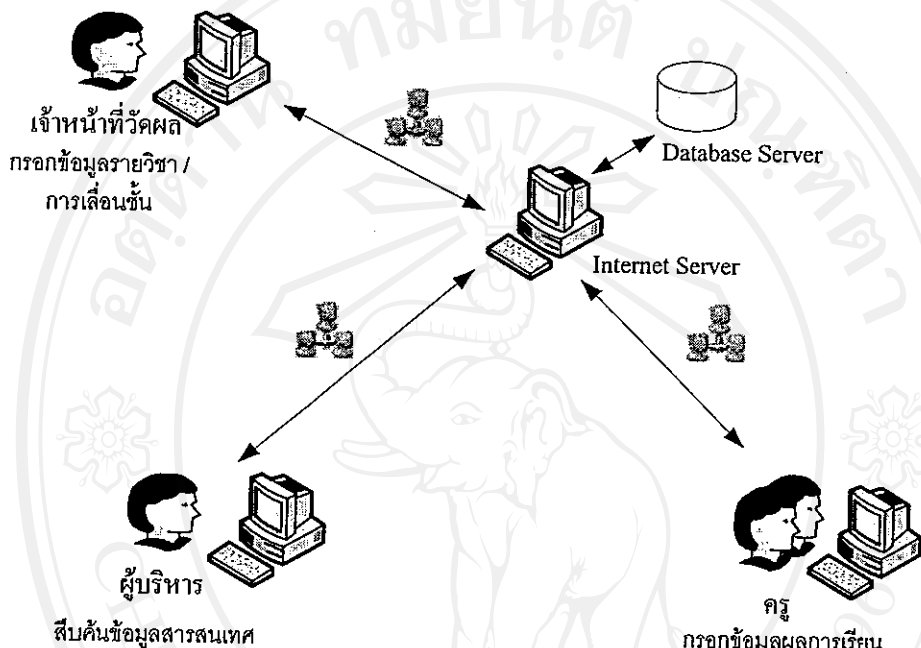 เจ้าหน้าที่วัดผล
กรอกข้อมูลรายวิชา /
การเลื่อนชั้น
Database Server
Internet Server
ผู้บริหาร
สืบค้นข้อมูลสารสนเทศ
ครู
กรอกข้อมูลผลการเรียน